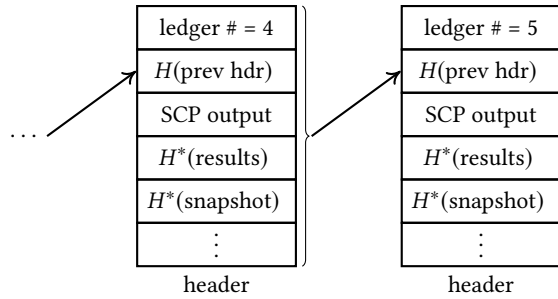 ledger # = 4
H(prev hdr)
SCP output
H*(results)
H*(snapshot)
⋮
header
ledger # = 5
H(prev hdr)
SCP output
H*(results)
H*(snapshot)
⋮
header
· · ·